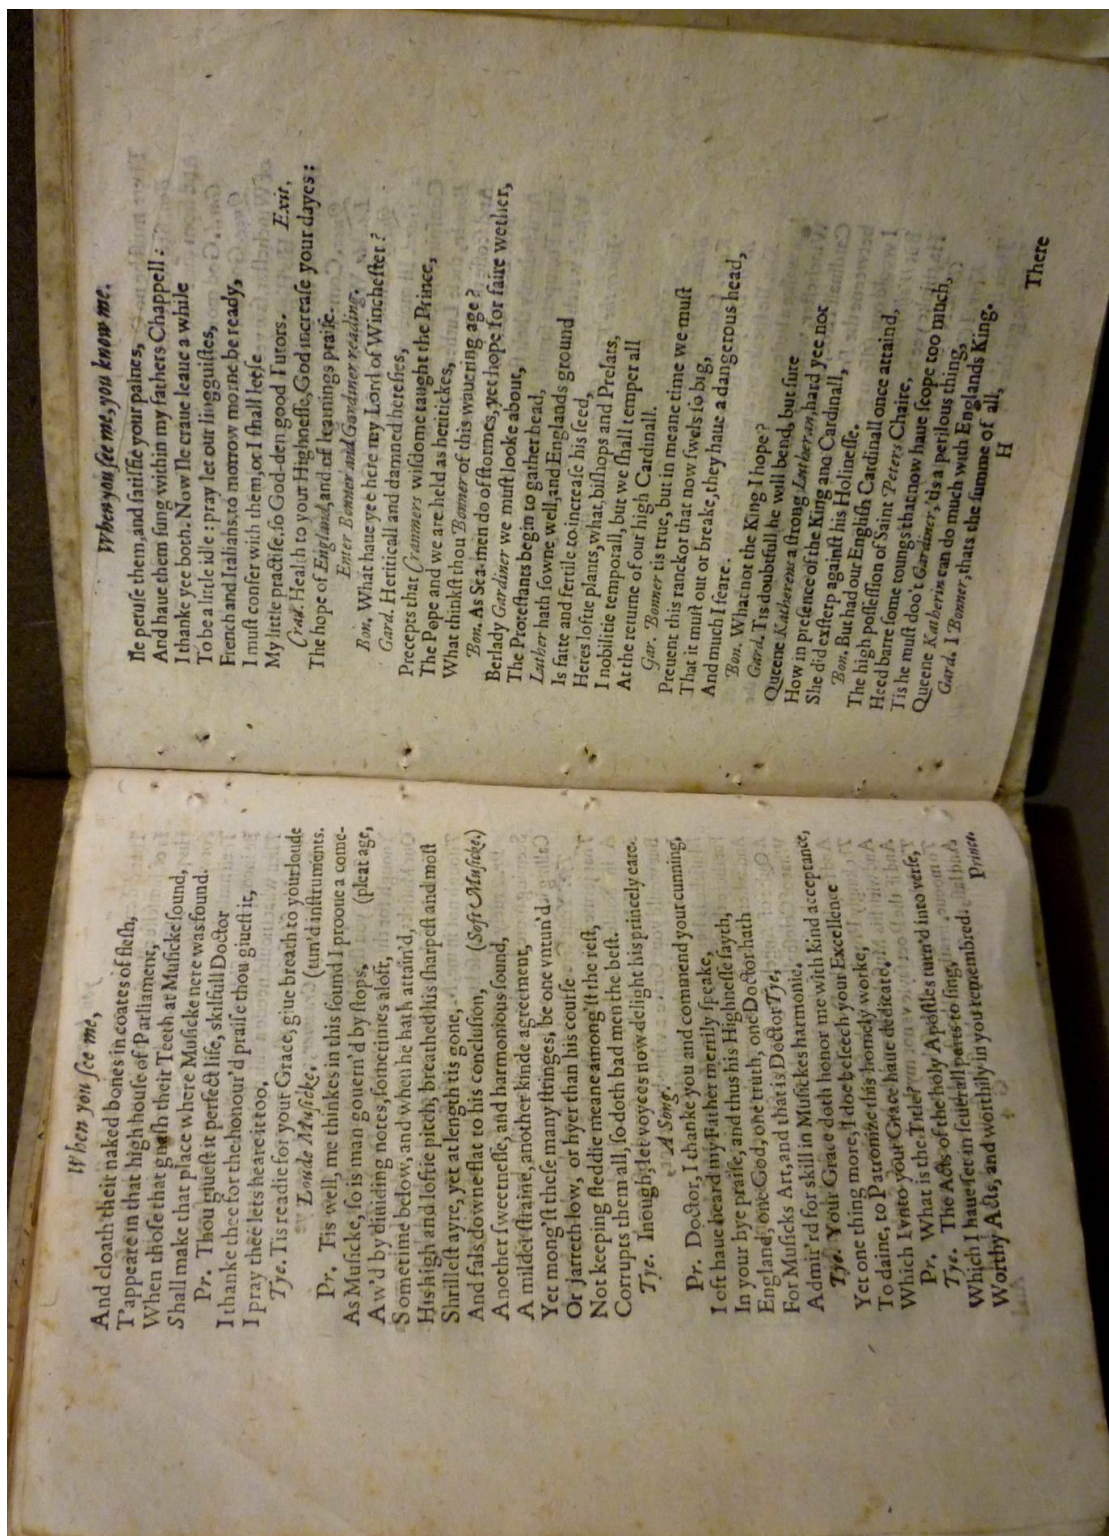 When you ſee me,
And cloath their naked bones in coates of fleſh,
T'appeare in that high houſe of Parliament,
When thoſe that gnaſh their Teeth at Muſicke ſound,
Shall make that place where Muſicke nere was found.
Pr. Thou giueſt it perfect life, skilfull Doctor
I thanke thee for the honour'd praiſe thou giueſt it,
I pray thee lets heare it too.
Tye. Tis readie for your Grace, giue breath to your loude
Loude Muſicke. (tun'd inſtruments.
Pr. Tis well, me thinkes in this ſound I prooue a come-
As Muſicke, ſo is man gouern'd by ſtops, (pleat age,
Aw'd by diuiding notes, ſometimes aloft,
Sometime below, and when he hath attain'd,
His high and loftie pitch, breathed his ſharpeſt and moſt
Shrilleſt ayre, yet at length tis gone,
And fals downe flat to his concluſion, (Soft Muſicke.)
Another ſweetneſſe, and harmonious ſound,
A milder ſtraine, another kinde agreement,
Yet mong'ſt theſe many ſtringes, be one vntun'd
Or jarreth low, or hyer than his courſe
Not keeping ſteddie meane among'ſt the reſt,
Corrupts them all, ſo doth bad men the beſt.
Tye. Inough, let voyces now delight his princely eare.
A Song.
Pr. Doctor, I thanke you and commend your cunning,
I oft haue heard my Father merrily ſpeake,
In your hye praiſe, and thus his Highneſſe ſayth,
England, one God, one truth, one Doctor hath
For Muſicks Art, and that is Doctor Tye,
Admir'd for skill in Muſickes harmonie.
Tye. Your Grace doth honor me with kind acceptance,
Yet one thing more, I doe beſeech your Excellence
To daine, to Patronize this homely worke,
Which I vnto your Grace haue dedicate.
Pr. What is the Title?
Tye. The Acts of the holy Apoſtles turn'd into verſe,
Which I haue ſet in ſeuerall parts to ſing,
Worthy Acts, and worthily in you remembred.
Prince.
When you ſee me, you know me.
Ile peruſe them, and ſatiſfie your paines,
And haue them ſung within my fathers Chappell:
I thanke yee both. Now Ile craue leaue a while
To be a little idle: pray let our linguiſtes,
French and Italians, to morrow morne be ready,
I muſt confer with them, or I ſhall leeſe
My little practiſe. ſo God-den good Tutors. Exit.
Cran. Health to your Highneſſe, God increaſe your dayes:
The hope of England, and of learnings praiſe.
Enter Bonner and Gardiner reading.
Bon. What haue yee here my Lord of Wincheſter?
Gard. Heriticall and damned hereſies,
Precepts that Cranmers wiſdome taught the Prince,
The Pope and we are held as heritickes,
What thinkſt thou Bonner of this wauering age?
Bon. As Sea-men do of ſtormes, yet hope for faire wether,
Berlady Gardiner we muſt looke about,
The Proteſtants begin to gather head,
Luther hath ſowne well, and Englands ground
Is fatte and fertile to increaſe his ſeed,
Heres loftie plants, what, biſhops and Prelats,
I nobilitie temporall, but we ſhall temper all
At the returne of our high Cardinall.
Gar. Bonner tis true, but in meane time we muſt
Preuent this ranckor that now ſwels ſo big,
That it muſt out or breake, they haue a dangerous head,
And much I feare.
Bon. What not the King I hope?
Gard. Tis doubtfull he will bend, but ſure
Queene Katheren's a ſtrong Lutheran, hard yee not
How in preſence of the King and Cardinall,
She did extlerp againſt his Holineſſe.
Bon. But had our Engliſh Cardinall once attaind,
The high poſſeſſion of Saint Peters Chaire,
Heed barre ſome toungs that now haue ſcope too much,
Tis he muſt doo't Gardiner, tis a perilous thing,
Queene Katherin can do much with Englands King.
Gard. I Bonner, thats the ſumme of all,
H
There